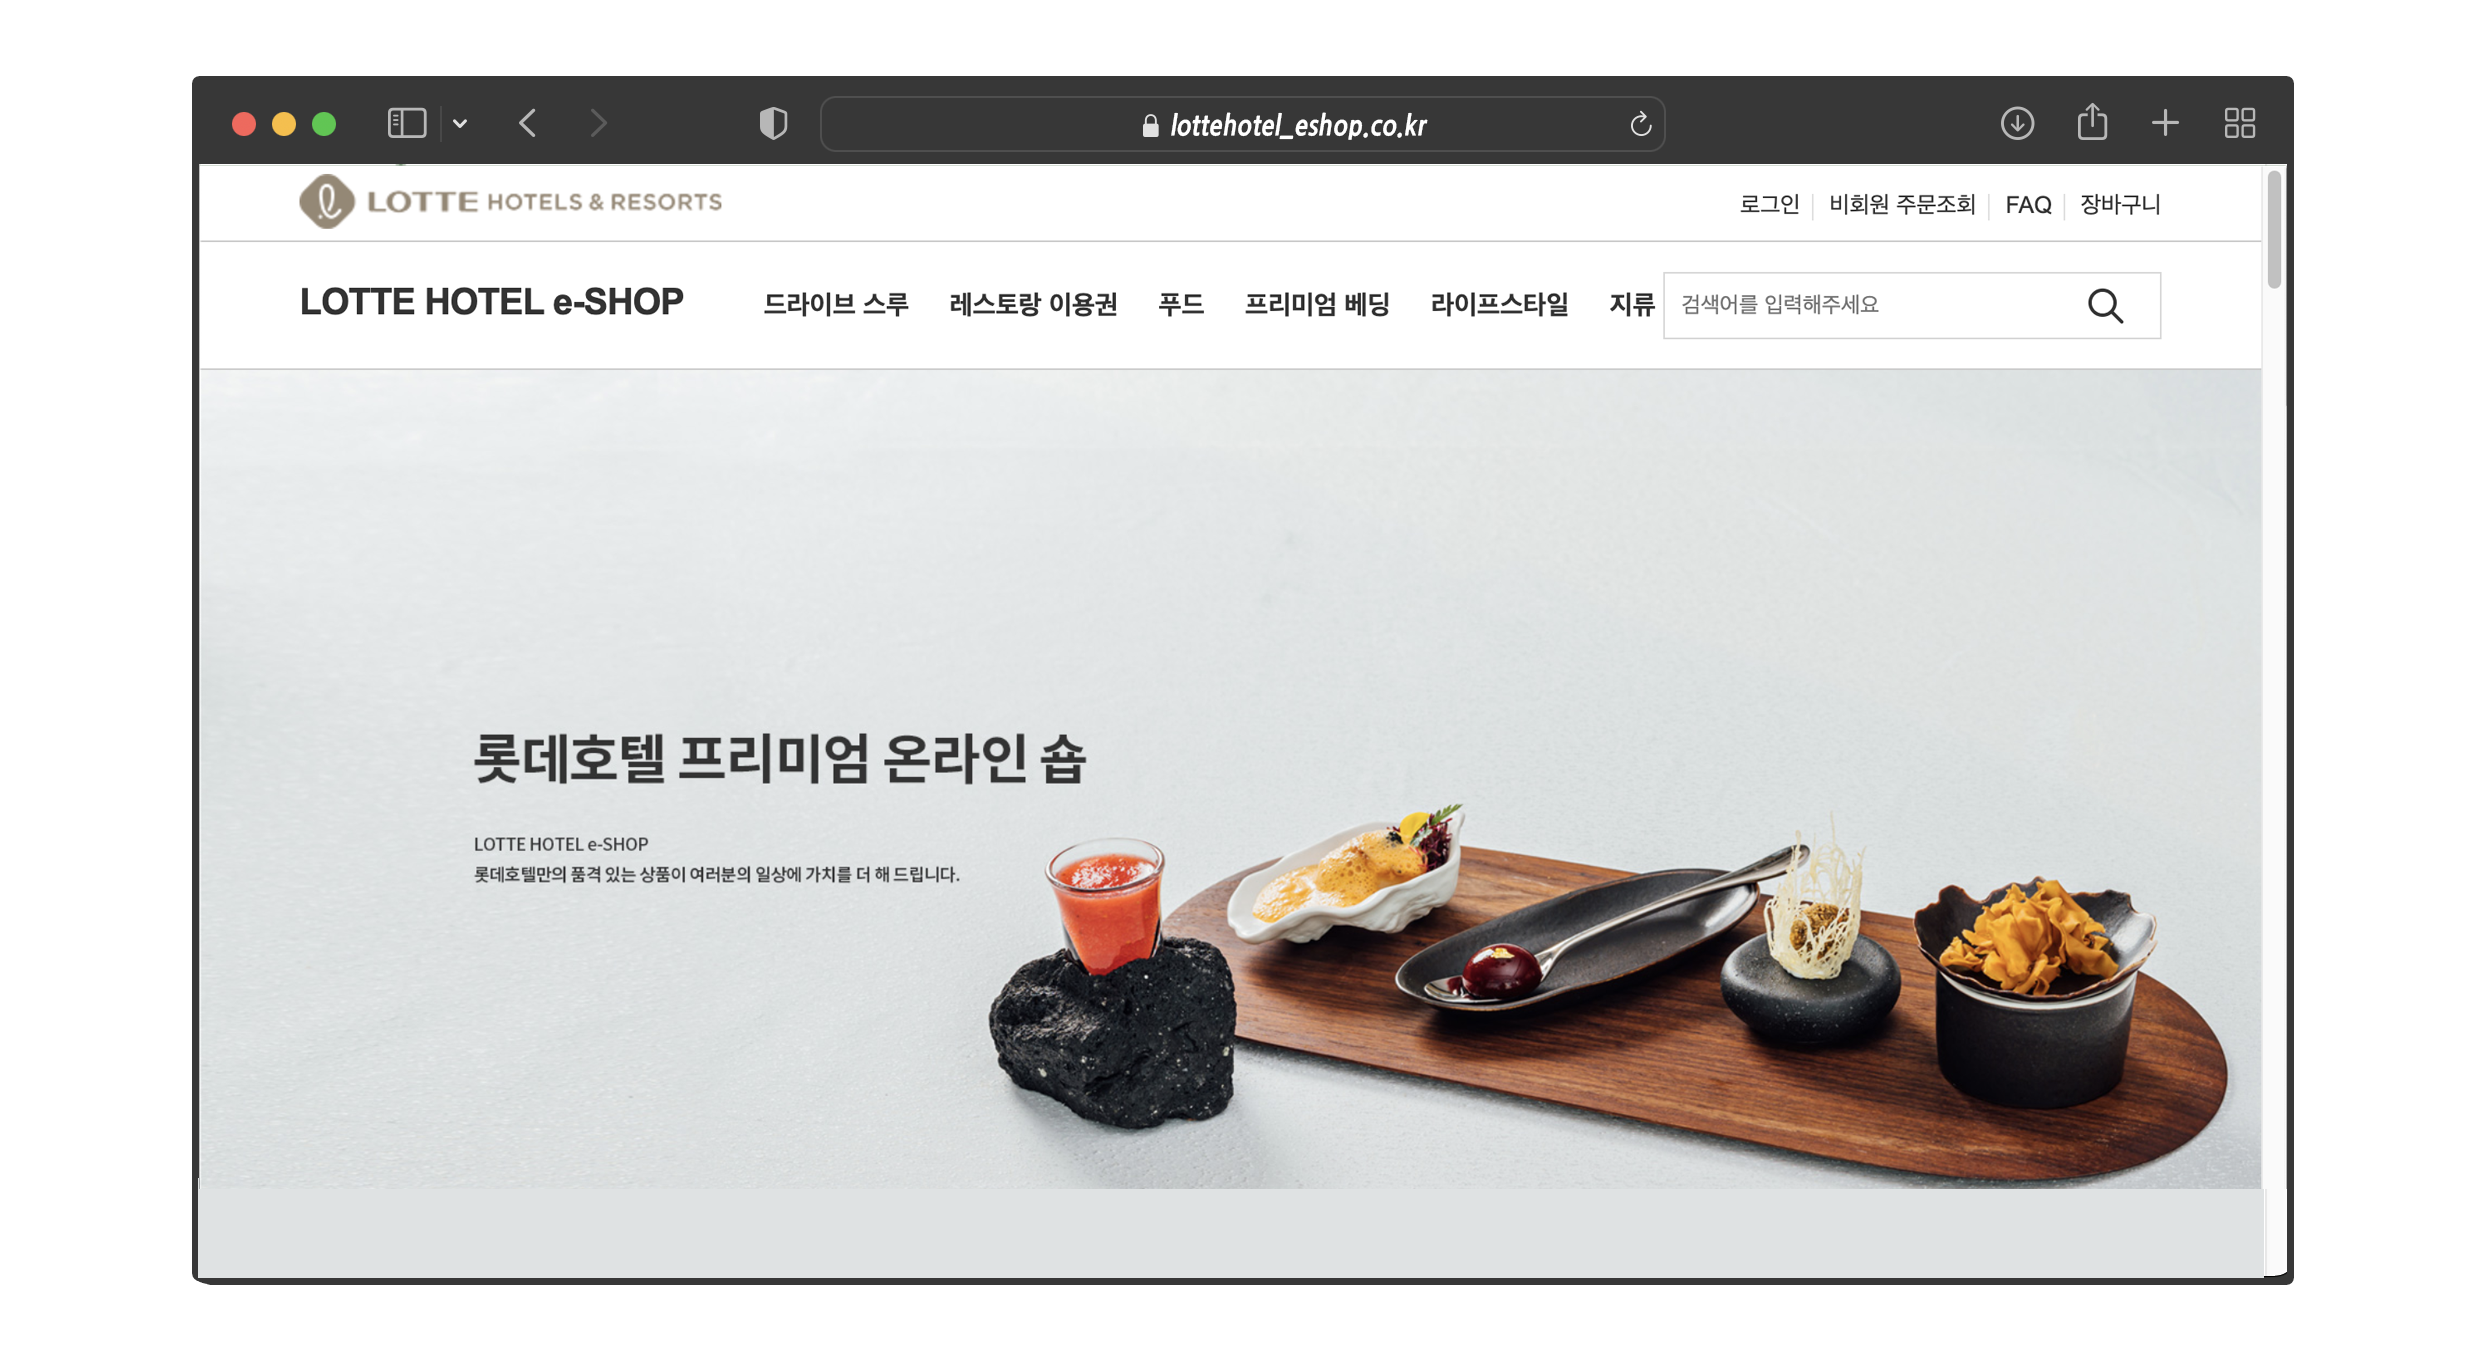 lottehotel_eshop.co.kr
LOTTE HOTELS & RESORTS
로그인 비회원 주문조회 FAQ 장바구니
LOTTE HOTEL e-SHOP 드라이브 스루 레스토랑 이용권 푸드 프리미엄 베딩 라이프스타일 지류 검색어를 입력해주세요
롯데호텔 프리미엄 온라인 숍
LOTTE HOTEL e-SHOP
롯데호텔만의 품격 있는 상품이 여러분의 일상에 가치를 더 해 드립니다.